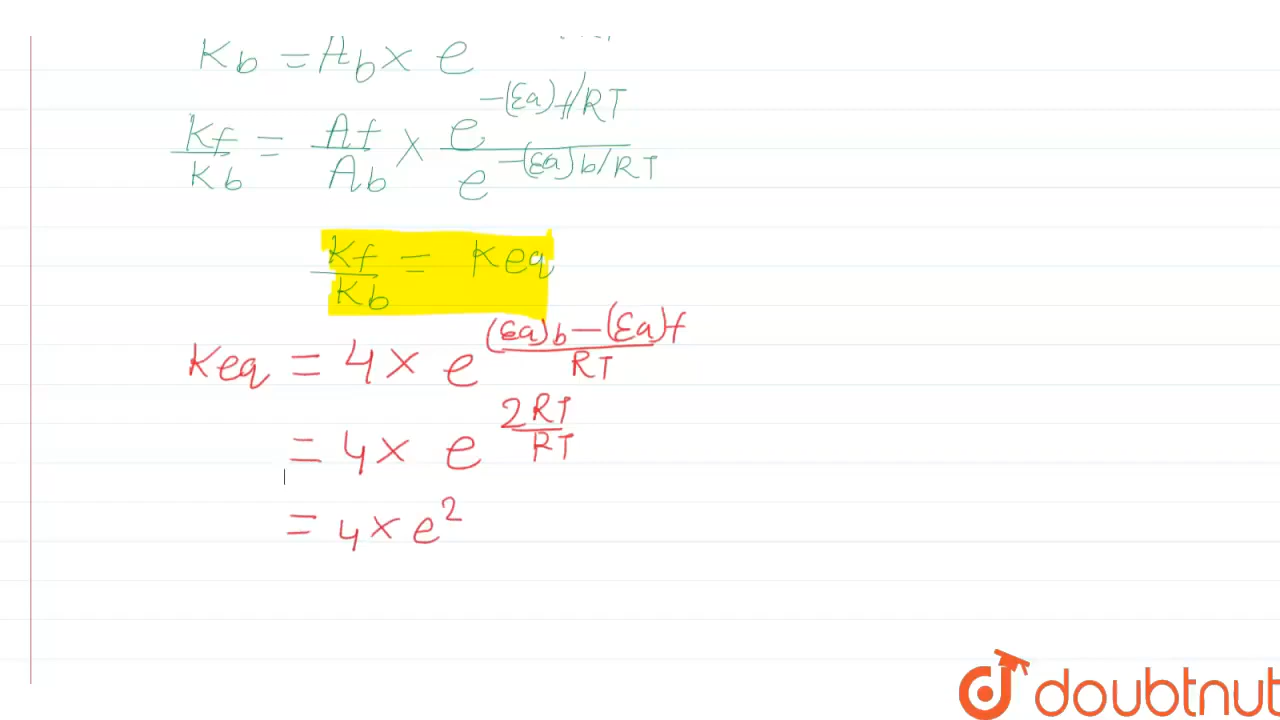 Kb = Ab × e
Kf/Kb = Af/Ab × e^-(Ea)f/RT / e^-(Ea)b/RT
Kf/Kb = Keq
Keq = 4 × e^(Ea)b-(Ea)f/RT
= 4 × e^2RT/RT
= 4 × e^2
doubtnut